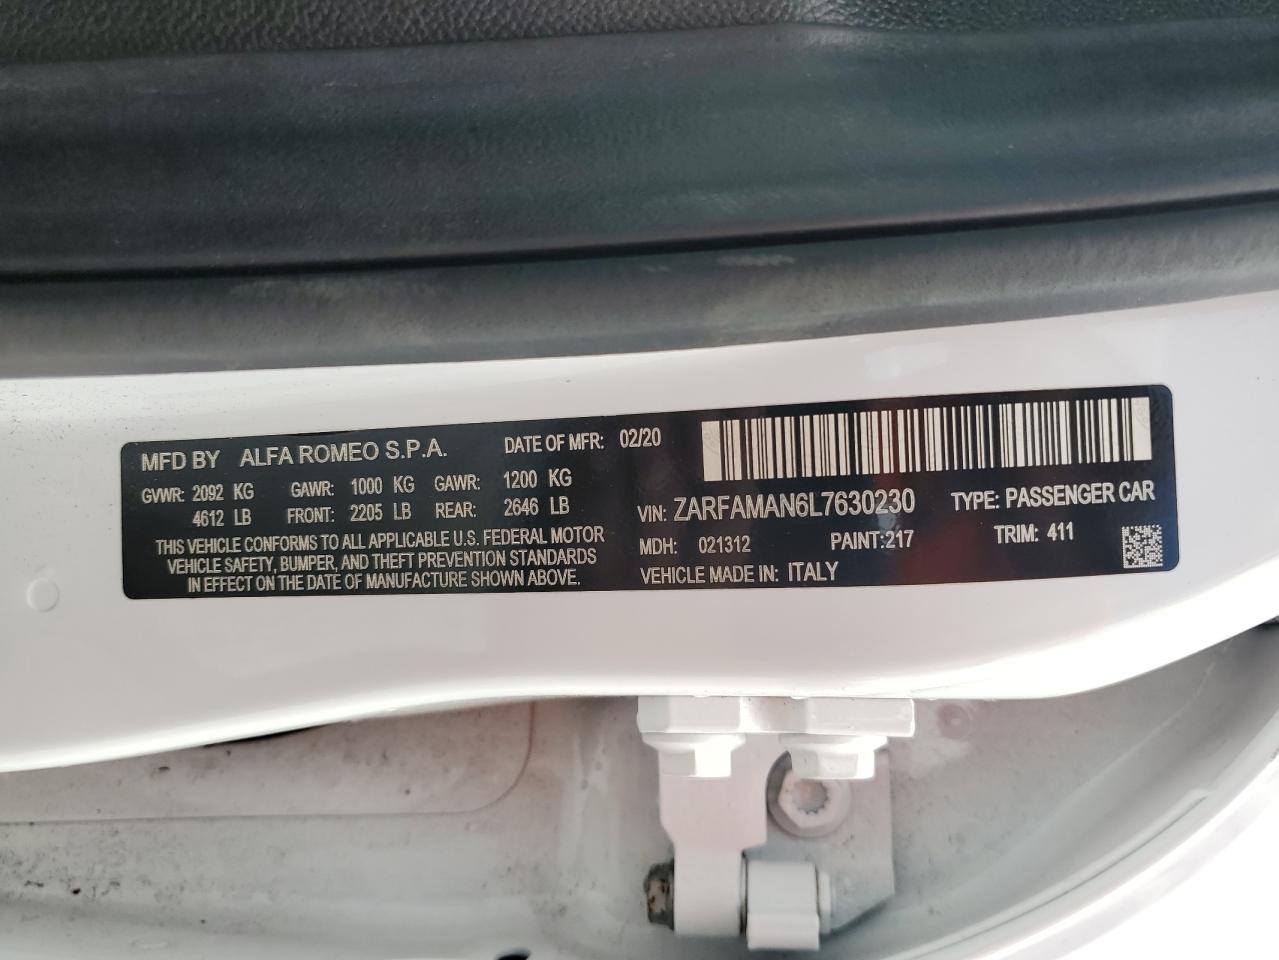 MFD BY ALFA ROMEO S.P.A. DATE OF MFR: 02/20
GVWR: 2092 KG GAWR: 1000 KG GAWR: 1200 KG
4612 LB FRONT: 2205 LB REAR: 2646 LB
THIS VEHICLE CONFORMS TO ALL APPLICABLE U.S. FEDERAL MOTOR
VEHICLE SAFETY, BUMPER, AND THEFT PREVENTION STANDARDS
IN EFFECT ON THE DATE OF MANUFACTURE SHOWN ABOVE.
VIN: ZARFAMAN6L7630230 TYPE: PASSENGER CAR
MDH: 021312 PAINT:217 TRIM: 411
VEHICLE MADE IN: ITALY